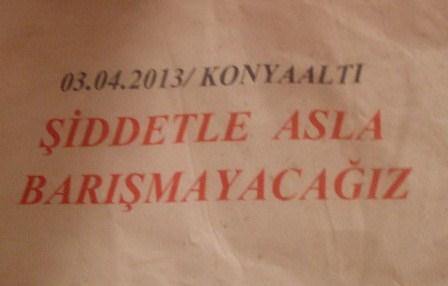 03.04.2013/ KONYAALTI
ŞİDDETLE ASLA
BARIŞMAYACAĞIZ